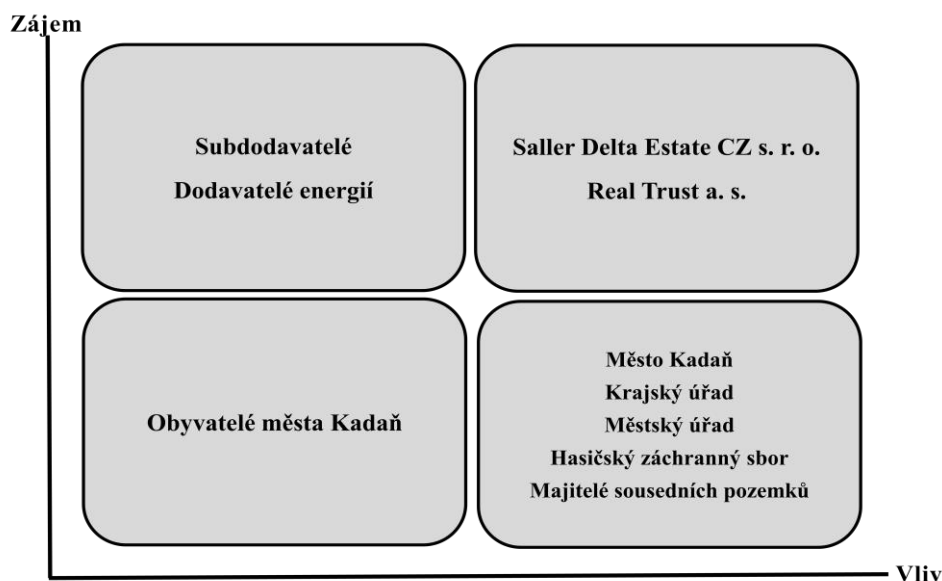 Zájem
Subdodavatelé
Dodavatelé energií
Saller Delta Estate CZ s. r. o.
Real Trust a. s.
Obyvatelé města Kadaň
Město Kadaň
Krajský úřad
Městský úřad
Hasičský záchranný sbor
Majitelé sousedních pozemků
Vliv